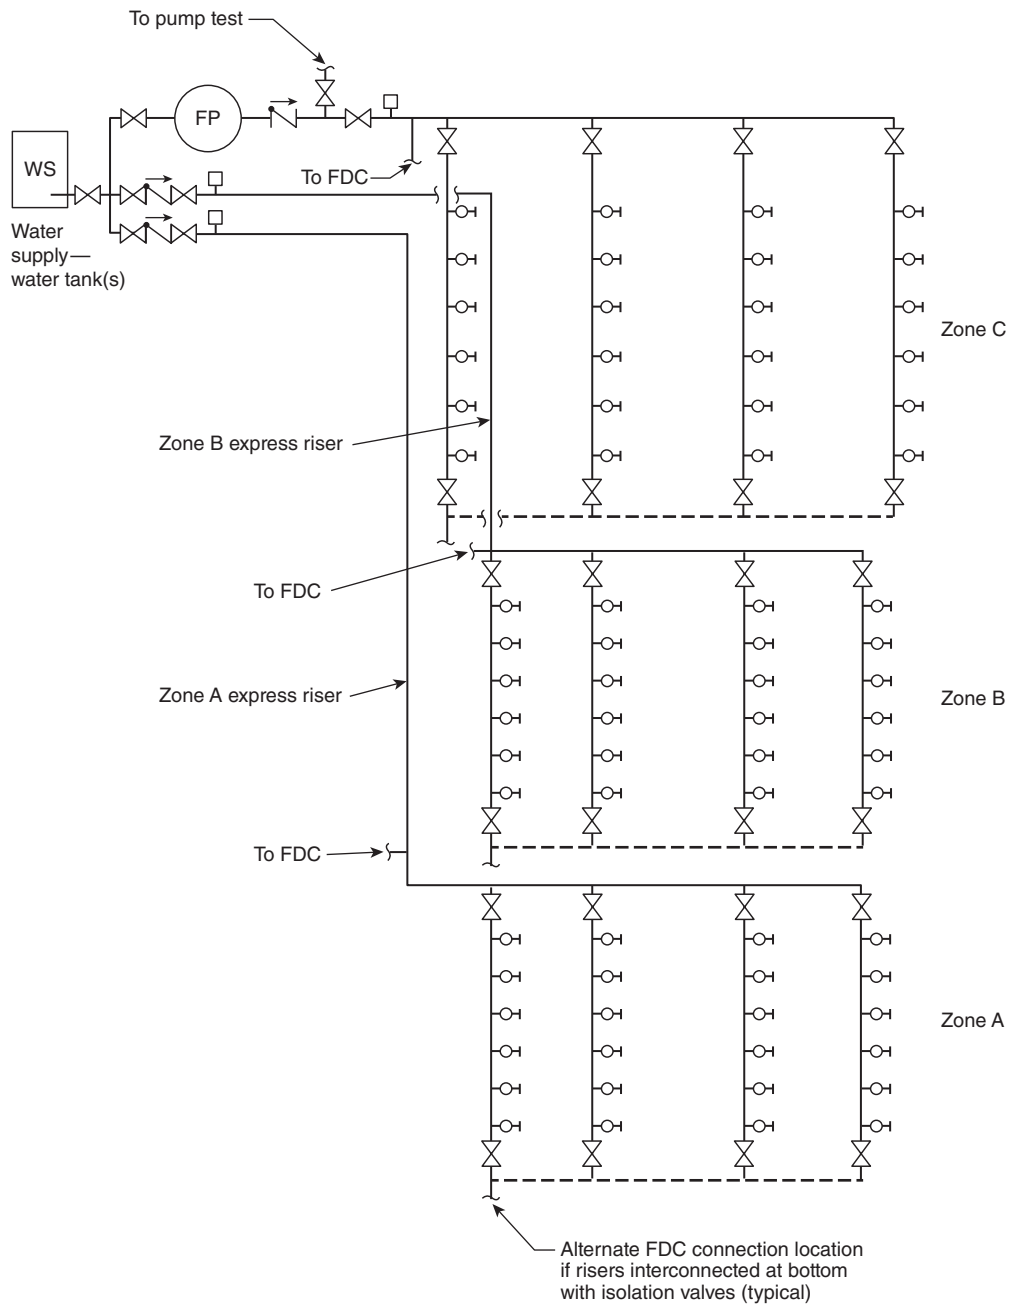 To pump test
FP
WS
To FDC
Water
supply—
water tank(s)
Zone C
Zone B express riser
To FDC
Zone A express riser
Zone B
To FDC
Zone A
Alternate FDC connection location
if risers interconnected at bottom
with isolation valves (typical)